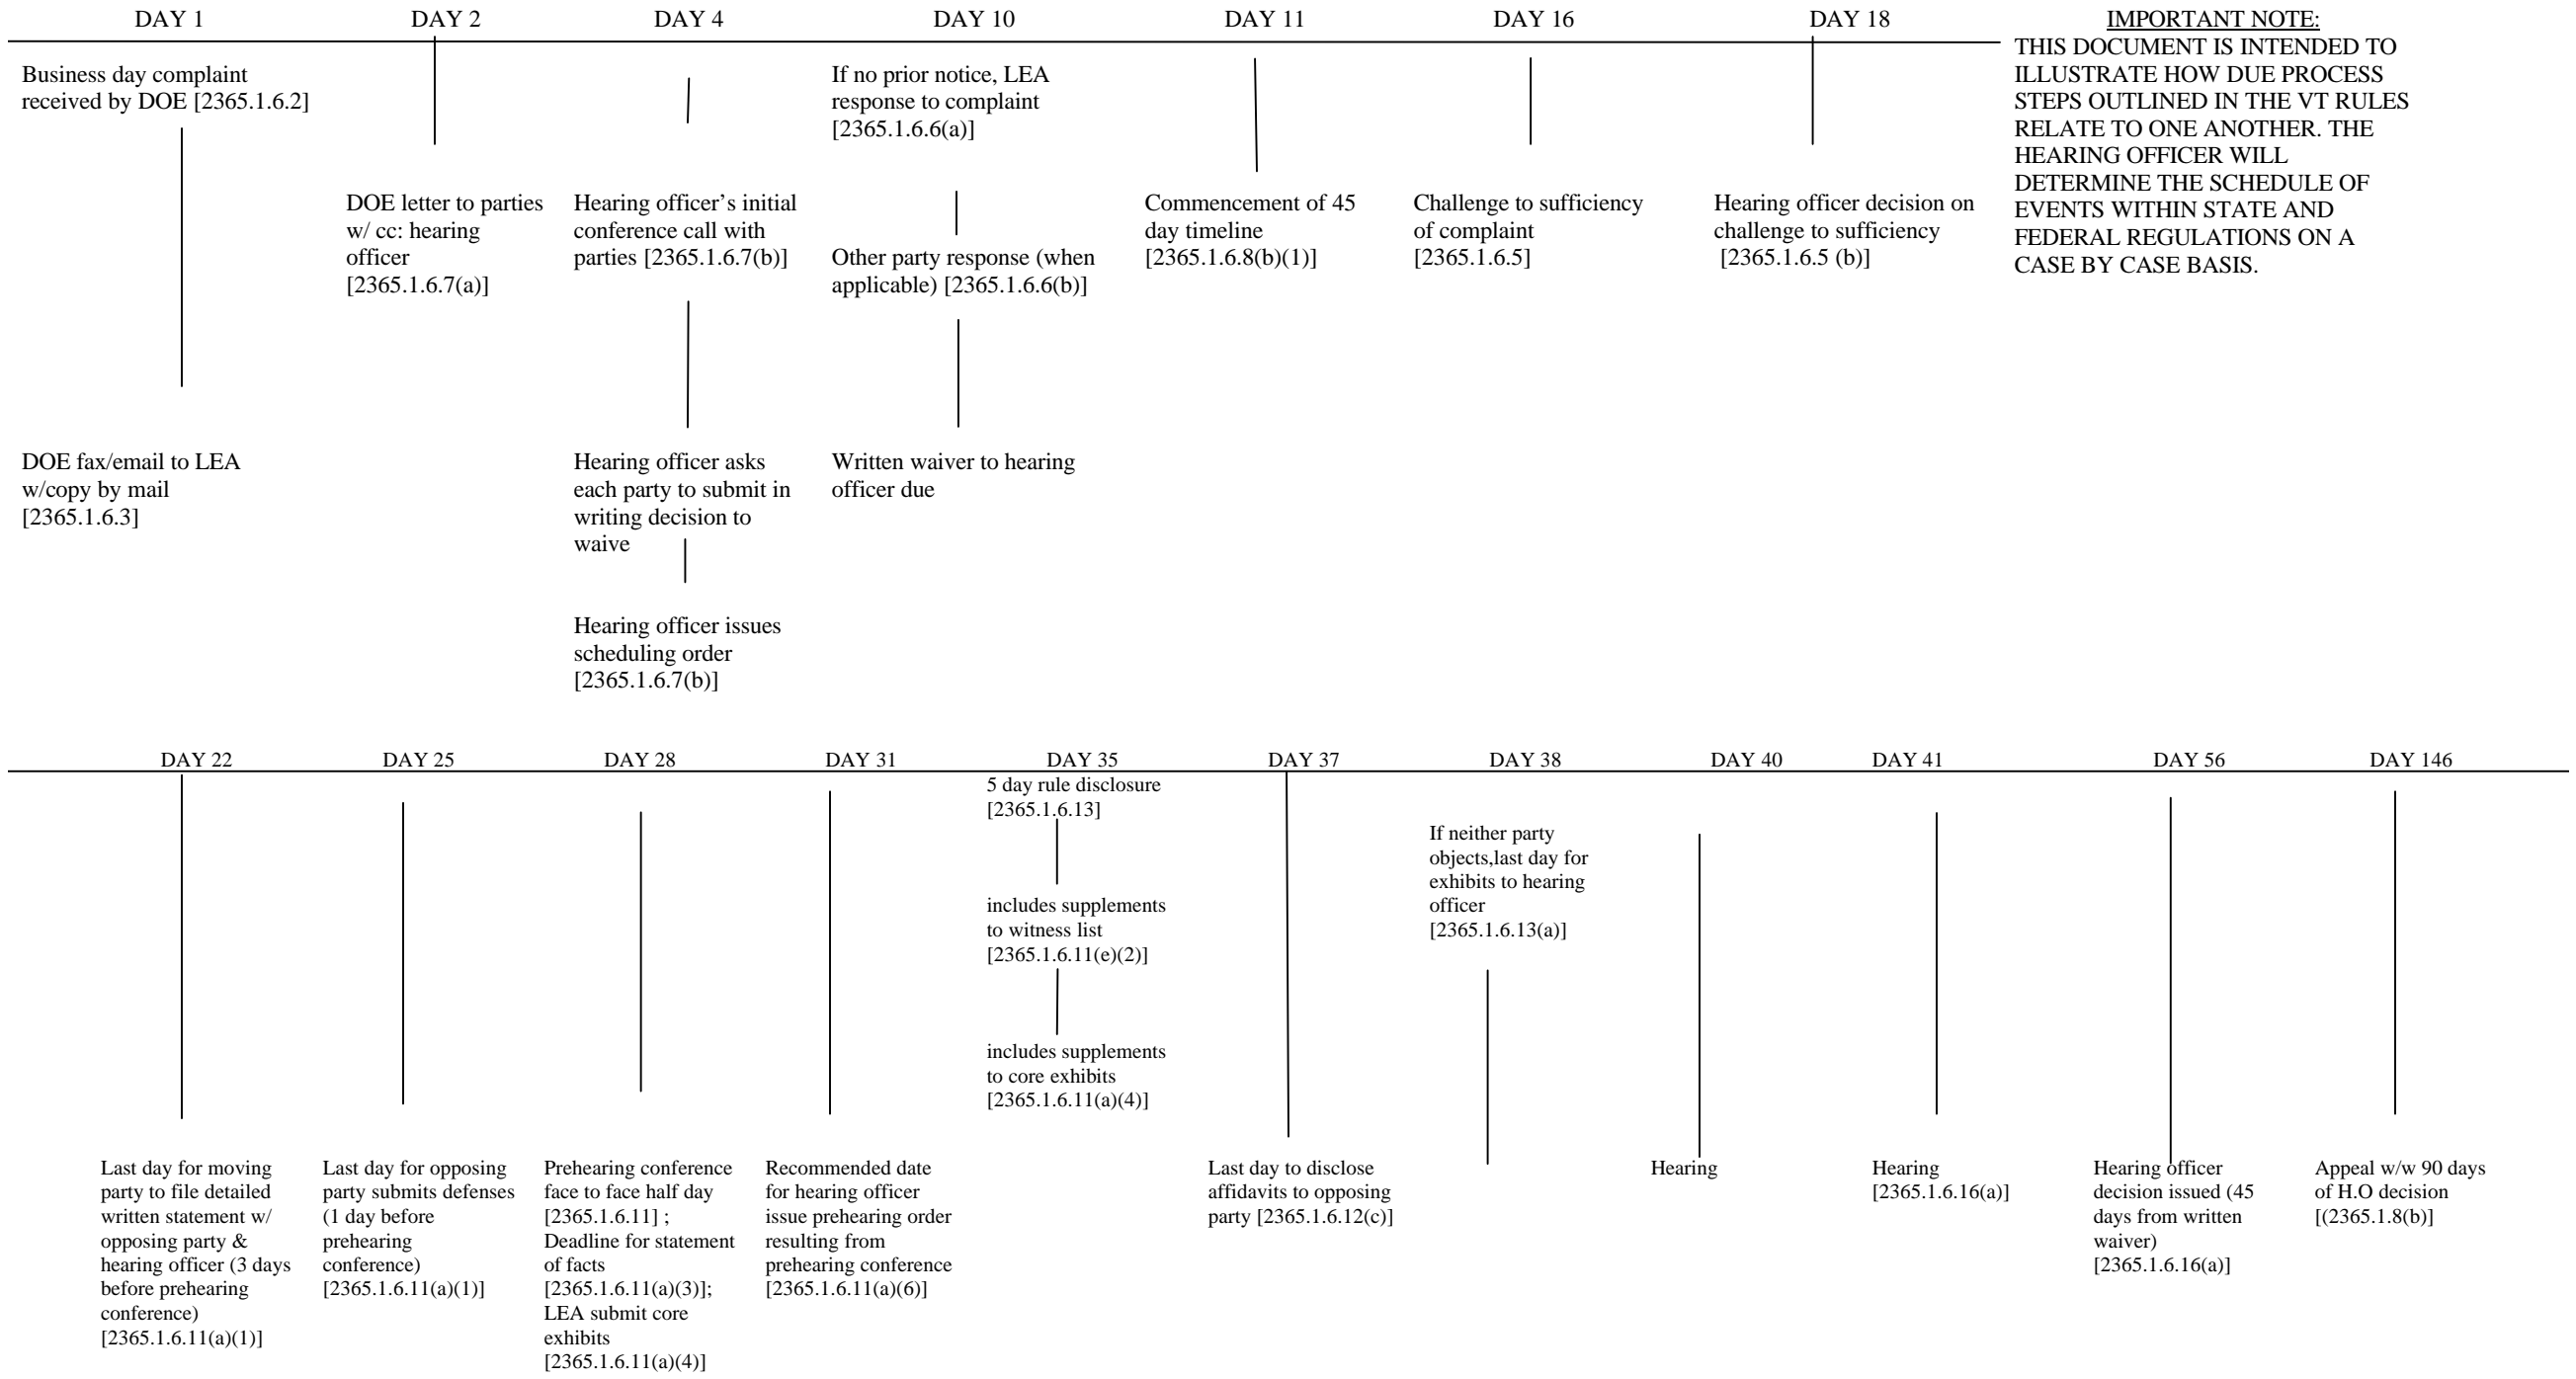 DAY 1
DAY 2
DAY 4
DAY 10
DAY 11
DAY 16
DAY 18
Business day complaint
received by DOE [2365.1.6.2]
DOE fax/email to LEA
w/copy by mail
[2365.1.6.3]
DOE letter to parties
w/ cc: hearing
officer
[2365.1.6.7(a)]
Hearing officer’s initial
conference call with
parties [2365.1.6.7(b)]
Hearing officer asks
each party to submit in
writing decision to
waive
Hearing officer issues
scheduling order
[2365.1.6.7(b)]
If no prior notice, LEA
response to complaint
[2365.1.6.6(a)]
Other party response (when
applicable) [2365.1.6.6(b)]
Written waiver to hearing
officer due
Commencement of 45
day timeline
[2365.1.6.8(b)(1)]
Challenge to sufficiency
of complaint
[2365.1.6.5]
Hearing officer decision on
challenge to sufficiency
[2365.1.6.5 (b)]
IMPORTANT NOTE:
THIS DOCUMENT IS INTENDED TO
ILLUSTRATE HOW DUE PROCESS
STEPS OUTLINED IN THE VT RULES
RELATE TO ONE ANOTHER. THE
HEARING OFFICER WILL
DETERMINE THE SCHEDULE OF
EVENTS WITHIN STATE AND
FEDERAL REGULATIONS ON A
CASE BY CASE BASIS.
DAY 22
DAY 25
DAY 28
DAY 31
DAY 35
DAY 37
DAY 38
DAY 40
DAY 41
DAY 56
DAY 146
Last day for moving
party to file detailed
written statement w/
opposing party &
hearing officer (3 days
before prehearing
conference)
[2365.1.6.11(a)(1)]
Last day for opposing
party submits defenses
(1 day before
prehearing
conference)
[2365.1.6.11(a)(1)]
Prehearing conference
face to face half day
[2365.1.6.11] ;
Deadline for statement
of facts
[2365.1.6.11(a)(3)];
LEA submit core
exhibits
[2365.1.6.11(a)(4)]
Recommended date
for hearing officer
issue prehearing order
resulting from
prehearing conference
[2365.1.6.11(a)(6)]
5 day rule disclosure
[2365.1.6.13]
includes supplements
to witness list
[2365.1.6.11(e)(2)]
includes supplements
to core exhibits
[2365.1.6.11(a)(4)]
Last day to disclose
affidavits to opposing
party [2365.1.6.12(c)]
If neither party
objects,last day for
exhibits to hearing
officer
[2365.1.6.13(a)]
Hearing
Hearing
[2365.1.6.16(a)]
Hearing officer
decision issued (45
days from written
waiver)
[2365.1.6.16(a)]
Appeal w/w 90 days
of H.O decision
[(2365.1.8(b)]